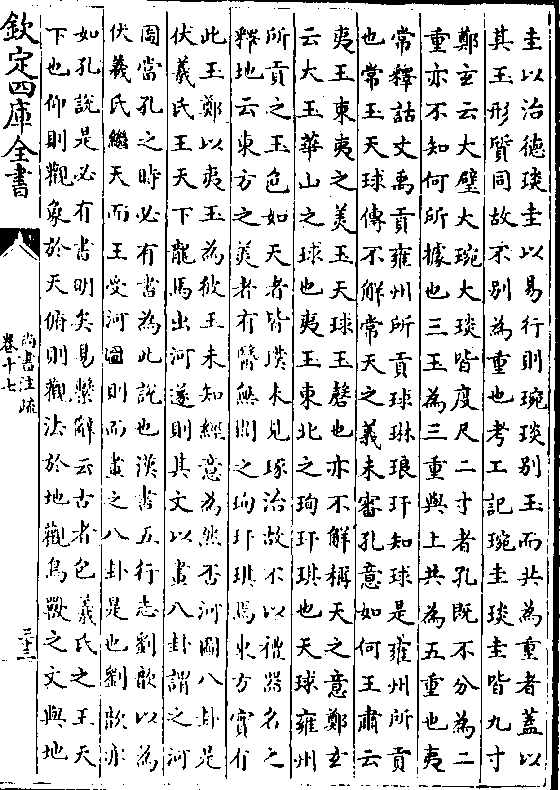 圭以治德琰圭以易行則琬琰別玉而共為重者蓋以
其玉形質同故不別為重也考工記琬圭琰圭皆九寸
鄭玄云大璧大琬大琰皆度尺二寸者孔既不分為二
重亦不知何所據也三玉為三重與上共為五重也夷
常釋詁文禹貢雍州所貢球琳琅玕知球是雍州所貢
也常玉天球傳不解常天之義未審孔意如何王肅云
夷玉東夷之美玉天球玉磬也亦不解稱天之意鄭玄
云大玉華山之球也夷玉東北之珣玗琪也天球雍州
所貢之玉色如天者皆璞未見琢治故不以禮器名之
釋地云東方之美者有醫無閭之珣玗琪焉東方實有
此玉鄭以夷玉為彼玉未知經意為然否河圖八卦是
伏羲氏王天下龍馬出河遂則其文以畫八卦謂之河
圖當孔之時必有書為此說也漢書五行志劉歆以為
伏羲氏繼天而王受河圖則而畫之八卦是也劉歆亦
如孔說是必有書明矣易繫辭云古者包羲氏之王天
下也仰則觀象於天俯則觀法於地觀鳥獸之文與地
欽定四庫全書
尚書注疏
卷十七
三十二